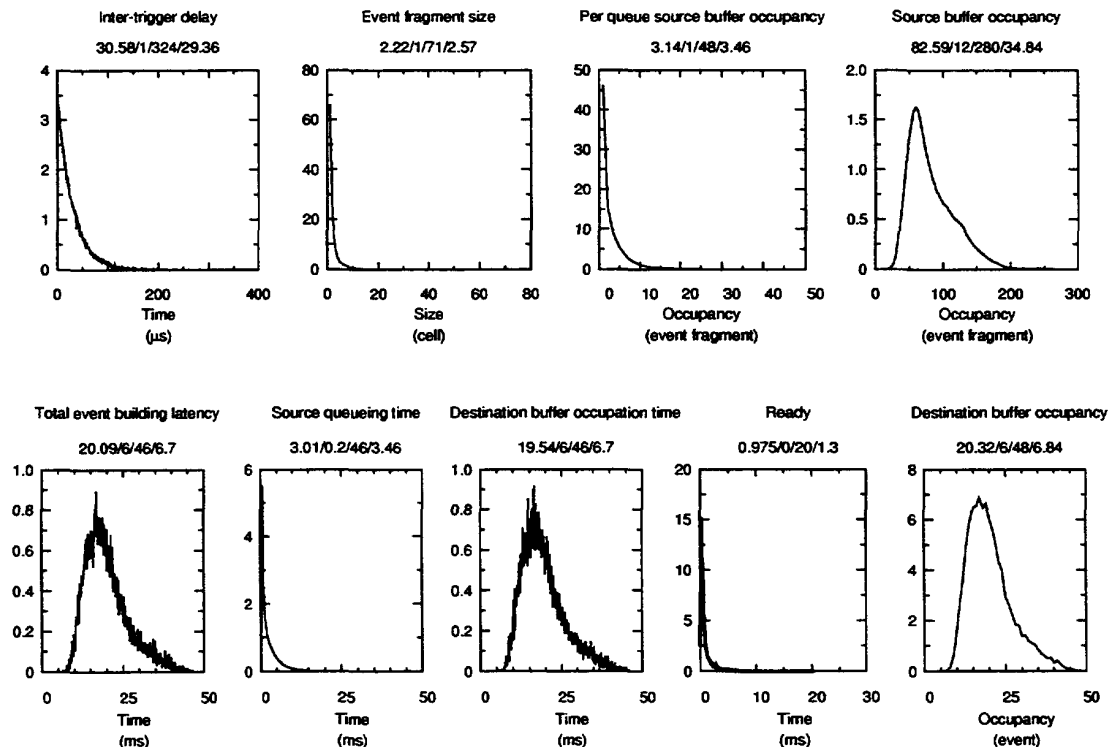 Inter-trigger delay
30.58/1/324/29.36
4
3
2
1
0
0 200 400
Time
(µs)
Event fragment size
2.22/1/71/2.57
80
60
40
20
0
0 20 40 60 80
Size
(cell)
Per queue source buffer occupancy
3.14/1/48/3.46
50
45
40
35
30
25
20
15
10
5
0
0 10 20 30 40 50
Occupancy
(event fragment)
Source buffer occupancy
82.59/12/280/34.84
2.0
1.5
1.0
0.5
0
0 100 200 300
Occupancy
(event fragment)
Total event building latency
20.09/6/46/6.7
1.0
0.8
0.6
0.4
0.2
0
0 25 50
Time
(ms)
Source queueing time
3.01/0.2/46/3.46
6
4
2
0
0 25 50
Time
(ms)
Destination buffer occupation time
19.54/6/46/6.7
1.0
0.8
0.6
0.4
0.2
0
0 25 50
Time
(ms)
Ready
0.975/0/20/1.3
20
15
10
5
0
0 10 20 30
Time
(ms)
Destination buffer occupancy
20.32/6/48/6.84
8
6
4
2
0
0 25 50
Occupancy
(event)